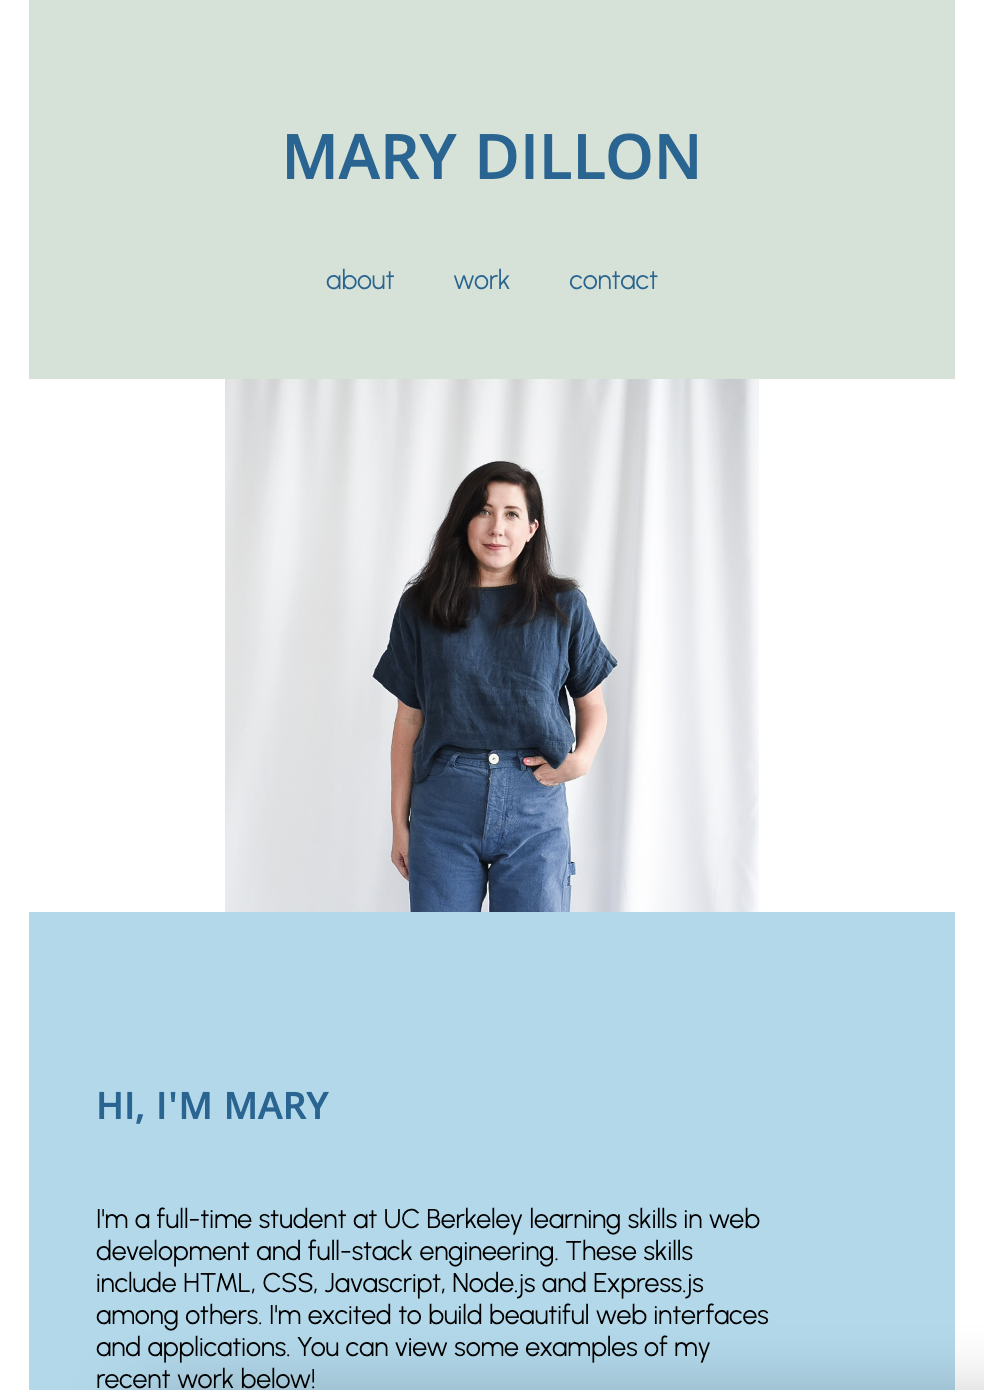 MARY DILLON
about work contact
HI, I'M MARY
I'm a full-time student at UC Berkeley learning skills in web
development and full-stack engineering. These skills
include HTML, CSS, Javascript, Node.js and Express.js
among others. I'm excited to build beautiful web interfaces
and applications. You can view some examples of my
recent work below!